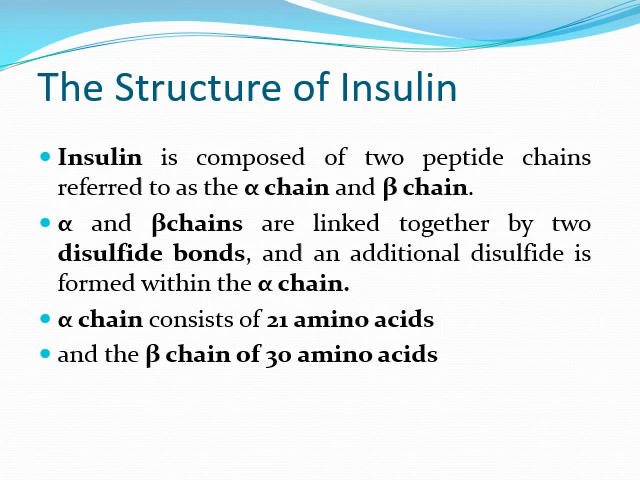 The Structure of Insulin
• Insulin is composed of two peptide chains
referred to as the α chain and β chain.
• α and βchains are linked together by two
disulfide bonds, and an additional disulfide is
formed within the α chain.
• α chain consists of 21 amino acids
• and the β chain of 30 amino acids